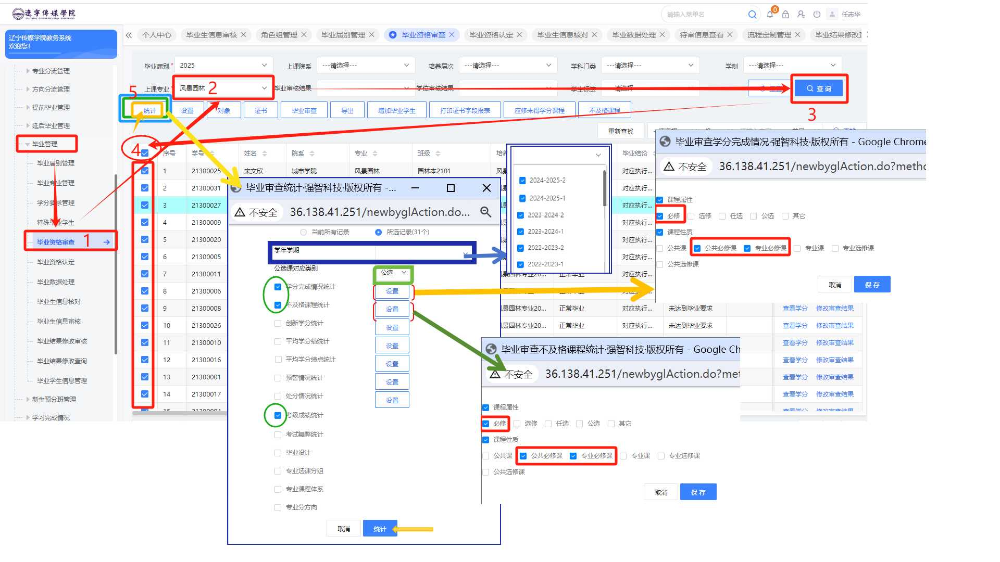 遼寧傳媒學院
LIAONING COMMUNICATION UNIVERSITY
请输入菜单名
0
任志华
辽宁传媒学院教务系统
欢迎您!
个人中心
毕业生信息审核
角色组管理
毕业届别管理
毕业资格审查
毕业资格认定
毕业生信息核对
毕业数据处理
待审信息查看
流程定制管理
毕业结果修改
专业分流管理
方向分流管理
提前毕业管理
延后毕业管理
毕业管理
毕业届别管理
毕业专业管理
学分要求管理
特殊毕业学生
毕业资格审查
1
毕业资格认定
毕业数据处理
毕业生信息核对
毕业生信息审核
毕业结果修改审核
毕业结果修改查询
毕业学生信息管理
新生预分班管理
学习完成情况
毕业届别*
2025
上课院系
---请选择---
培养层次
---请选择---
学科门类
---请选择---
学制
---请选择---
上课专业*
风景园林
2
毕业审核结果
学位审核结果
学生标签
请选择
重置
查 询
3
5
统计
设置
对象
证书
毕业审查
导出
增加毕业学生
打印证书字段报表
应修未得学分课程
不及格课程
重新查找
4
序号
学号
姓名
院系
专业
班级
毕业结论
1
21300025
宋文欣
城市学院
风景园林
园林本2101
对应执行...
2
21300031
对应执行...
3
21300027
对应执行...
4
21300009
对应执行...
5
21300020
对应执行...
6
21300005
对应执行...
7
21300011
对应执行...
8
21300006
9
21300008
风景园林专业20...
正常毕业
对应执行...
未达到毕业要求
查看学分
修改审查结果
10
21300026
风景园林专业20...
正常毕业
对应执行...
未达到毕业要求
查看学分
修改审查结果
11
21300010
查看学分
修改审查结果
12
21300016
查看学分
修改审查结果
13
21300001
查看学分
修改审查结果
14
21300017
查看学分
修改审查结果
毕业审查统计·强智科技·版权所有 -...
不安全
36.138.41.251/newbyglAction.do...
当前所有记录
所选记录(31个)
学年学期
公选课对应类别
公选
学分完成情况统计
设置
不及格课程统计
设置
创新学分统计
设置
平均学分绩统计
设置
平均学分绩点统计
设置
预警情况统计
设置
处分情况统计
设置
考级成绩统计
考试舞弊统计
毕业设计
专业选课分组
专业课程体系
专业分方向
取消
统计
2024-2025-2
2024-2025-1
2023-2024-2
2023-2024-1
2022-2023-2
2022-2023-1
毕业审查学分完成情况·强智科技·版权所有 - Google Chrome
不安全
36.138.41.251/newbyglAction.do?metho
课程属性
必修
选修
任选
公选
其它
课程性质
公共课
公共必修课
专业必修课
专业课
专业选修课
公共选修课
取消
保 存
毕业审查不及格课程统计·强智科技·版权所有 - Google Ch
不安全
36.138.41.251/newbyglAction.do?met
课程属性
必修
选修
任选
公选
其它
课程性质
公共课
公共必修课
专业必修课
专业课
专业选修课
公共选修课
取消
保 存